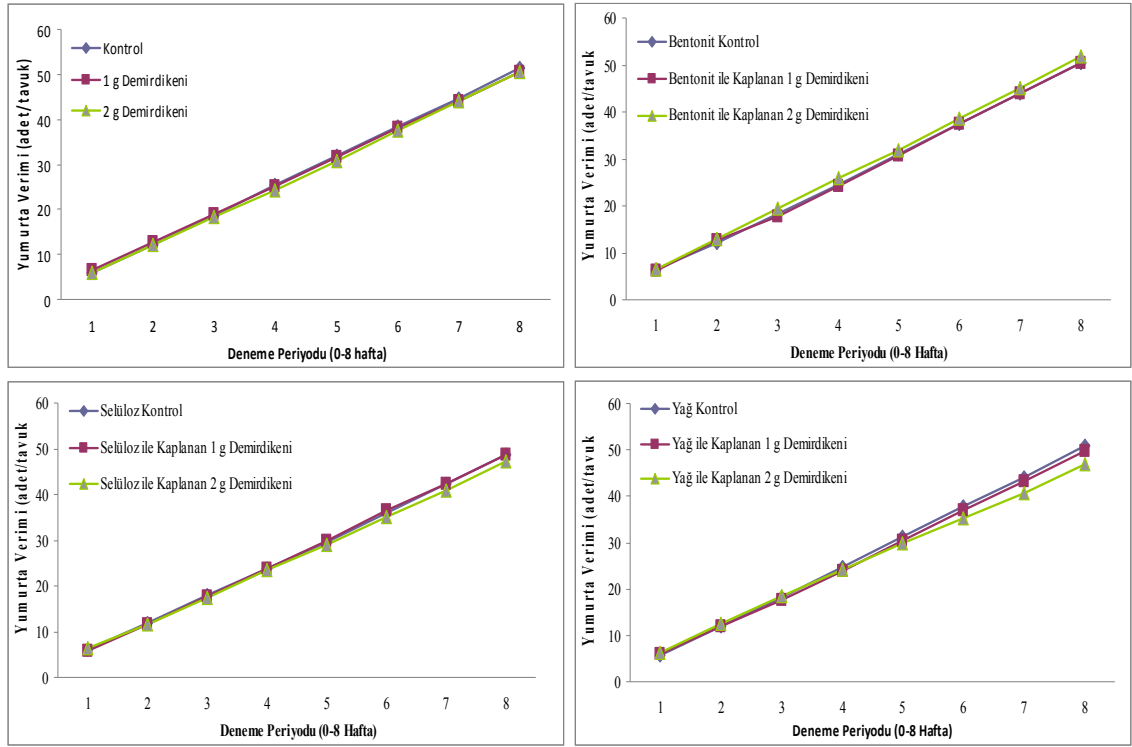 60
50
40
30
20
10
0
Yumurta Verimi (adet/tavuk)
Kontrol
1 g Demirdikeni
2 g Demirdikeni
1 2 3 4 5 6 7 8
Deneme Periyodu (0-8 hafta)
60
50
40
30
20
10
0
Yumurta Verimi (adet/tavuk
Bentonit Kontrol
Bentonit ile Kaplanan 1 g Demirdikeni
Bentonit ile Kaplanan 2 g Demirdikeni
1 2 3 4 5 6 7 8
Deneme Periyodu (0-8 Hafta)
60
50
40
30
20
10
0
Yumurta Verimi (adet/tavuk
Selüloz Kontrol
Selüloz ile Kaplanan 1 g Demirdikeni
Selüloz ile Kaplanan 2 g Demirdikeni
1 2 3 4 5 6 7 8
Deneme Periyodu (0-8 Hafta)
60
50
40
30
20
10
0
Yumurta Verimi (adet/tavuk
Yağ Kontrol
Yağ ile Kaplanan 1 g Demirdikeni
Yağ ile Kaplanan 2 g Demirdikeni
1 2 3 4 5 6 7 8
Deneme Periyodu (0-8 Hafta)